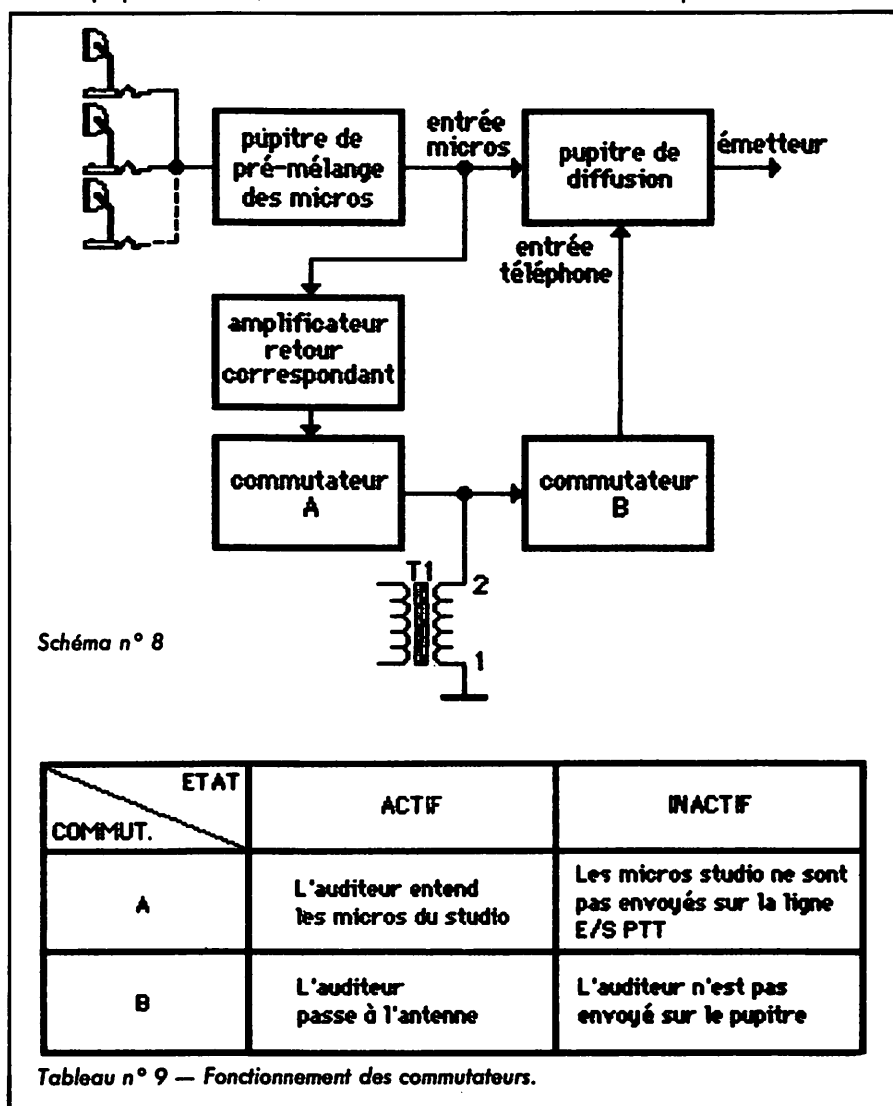 pupitre de
pré-mélange
des micros
entrée
micros
pupitre de
diffusion
émetteur
entrée
téléphone
amplificateur
retour
correspondant
commutateur
A
commutateur
B
T1
2
1
Schéma n° 8
ETAT
COMMUT.
ACTIF
INACTIF
A
L'auditeur entend
les micros du studio
Les micros studio ne sont
pas envoyés sur la ligne
E/S PTT
B
L'auditeur
passe à l'antenne
L'auditeur n'est pas
envoyé sur le pupitre
Tableau n° 9 — Fonctionnement des commutateurs.